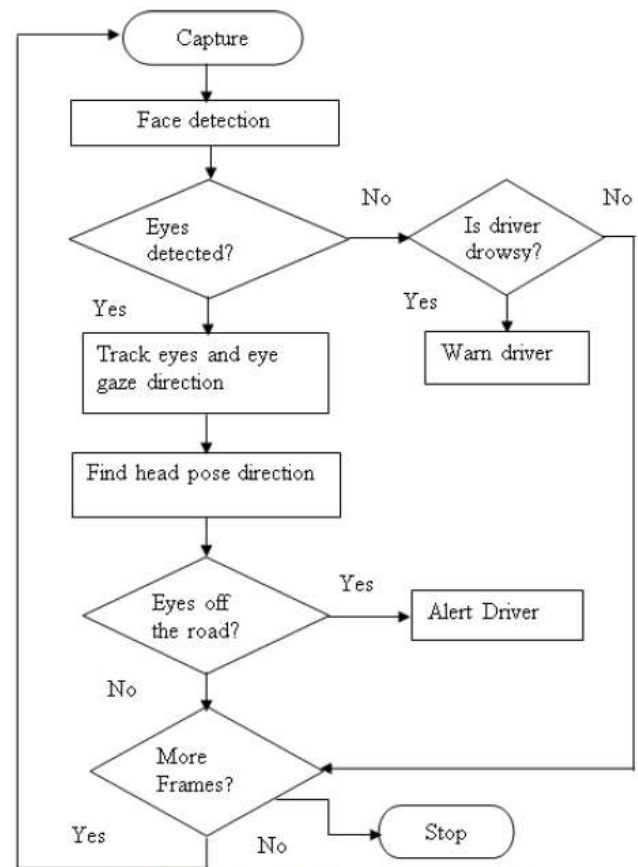 Capture
Face detection
No
No
Eyes
detected?
Is driver
drowsy?
Yes
Yes
Track eyes and eye
gaze direction
Warn driver
Find head pose direction
Yes
Eyes off
the road?
Alert Driver
No
More
Frames?
Yes
No
Stop